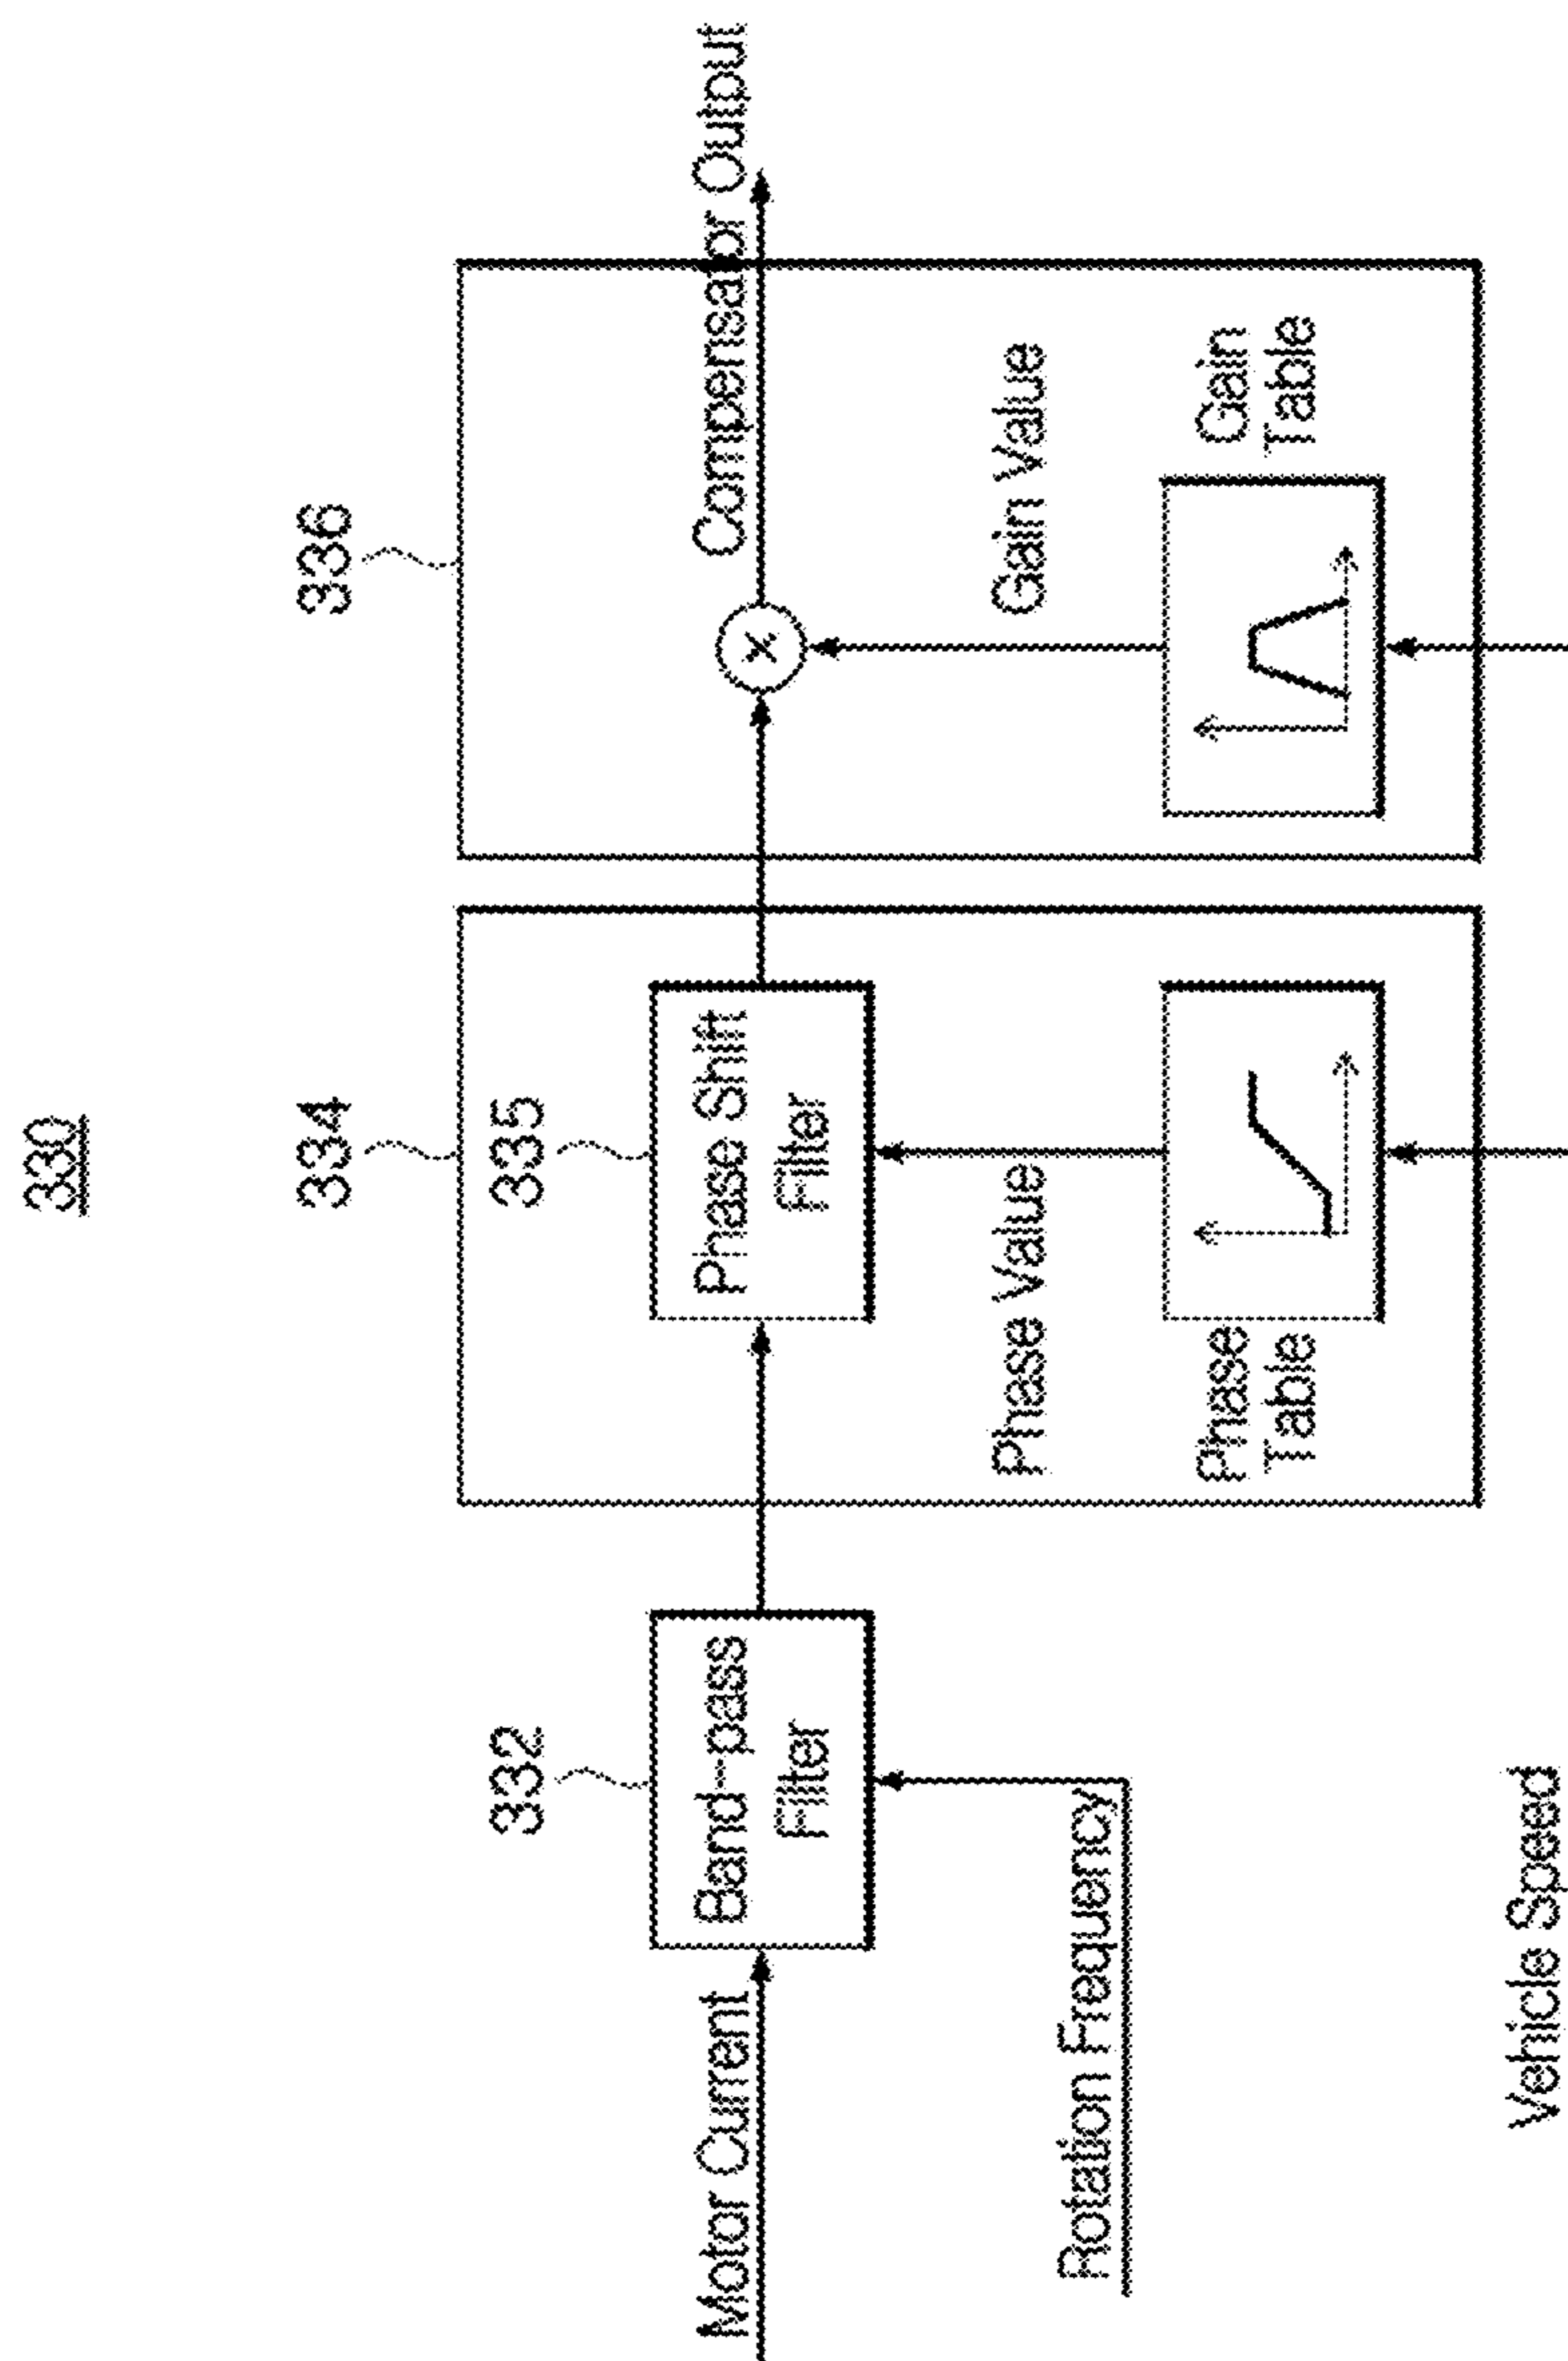 330
336
334
335
332
Motor Current
Band-pass
Filter
Rotation Frequency
Phase Shift
Filter
Phase Value
Phase
Table
Compensator Output
Gain Value
Gain
Table
Vehicle Speed
x